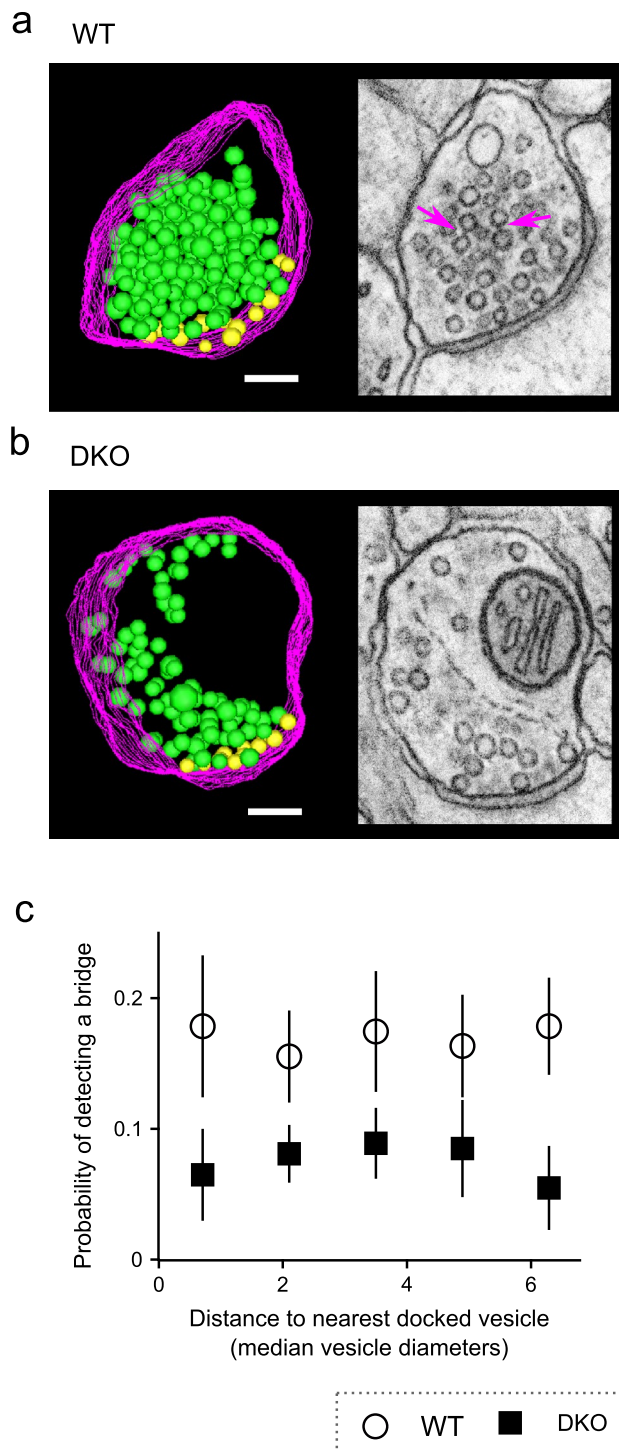 a
WT
b
DKO
c
Probability of detecting a bridge
0.2
0.1
0
0 2 4 6
Distance to nearest docked vesicle
(median vesicle diameters)
WT DKO